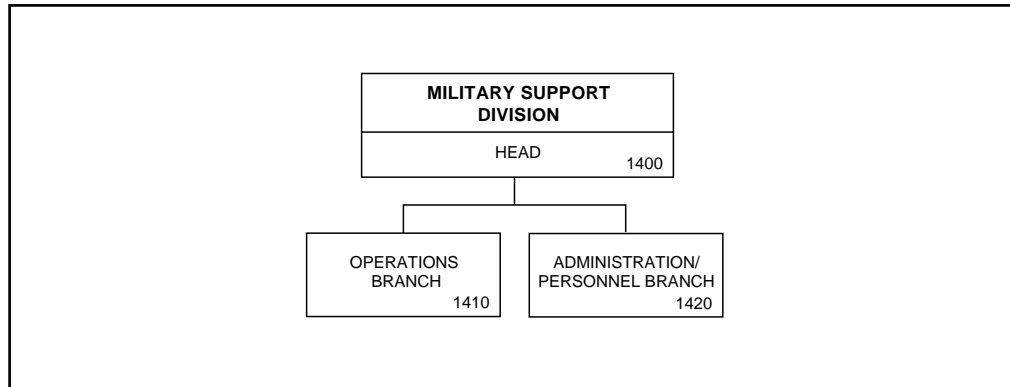 MILITARY SUPPORT
DIVISION
HEAD
1400
OPERATIONS
BRANCH
1410
ADMINISTRATION/
PERSONNEL BRANCH
1420